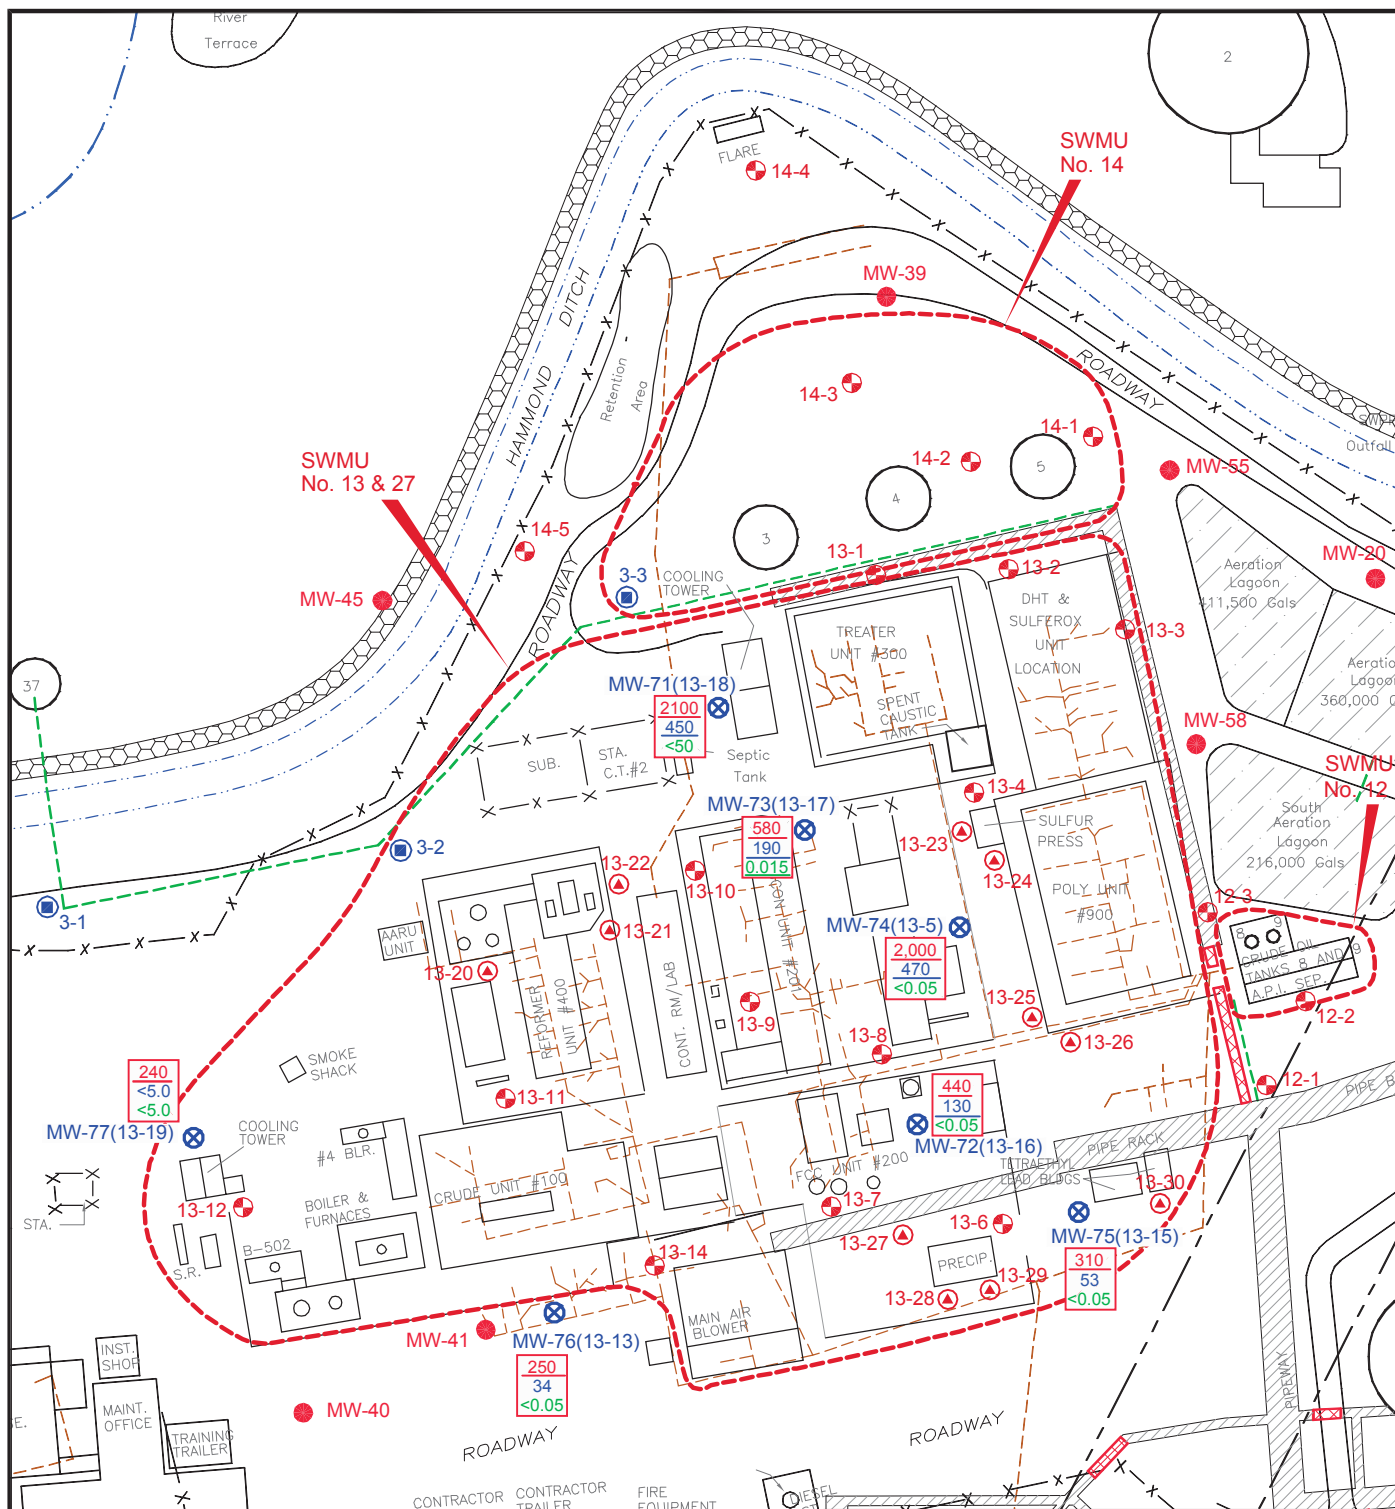 River
Terrace
2
SWMU
No. 14
FLARE
14-4
MW-39
HAMMOND DITCH
Retention
Area
ROADWAY
14-3
14-1
14-2
5
4
3
MW-55
Outfall
SWMU
No. 13 & 27
14-5
ROADWAY
3-3
COOLING
TOWER
13-1
13-2
MW-20
Aeration
Lagoon
411,500 Gals
MW-45
DHT &
SULFEROX
UNIT
LOCATION
13-3
TREATER
UNIT #300
37
MW-71(13-18)
2100
450
<50
SPENT
CAUSTIC
TANK
Lagoon
360,000
MW-58
SUB.
STA.
C.T.#2
Septic
Tank
SWMU
No. 12
13-4
MW-73(13-17)
580
190
0.015
SULFUR
PRESS
South
Aeration
Lagoon
216,000 Gals
13-23
3-2
13-22
13-10
13-24
POLY UNIT
#900
3-1
12-3
13-21
AARU
UNIT
MW-74(13-5)
2,000
470
<0.05
8
9
CRUDE OIL
TANKS 8 AND 9
A.P.I. SEP.
13-20
REFORMER
UNIT #400
CONT. RM/LAB
13-9
13-25
12-2
13-8
13-26
SMOKE
SHACK
240
<5.0
<5.0
13-11
440
130
<0.05
12-1
PIPE B
MW-77(13-19)
COOLING
TOWER
#4 BLR.
MW-72(13-16)
PIPE RACK
CRUDE UNIT #100
FCC UNIT #200
TETRAETHYL
LEAD BLDGS
13-12
BOILER &
FURNACES
13-7
13-6
13-30
STA.
MW-75(13-15)
B-502
13-27
PRECIP.
S.R.
13-14
310
53
<0.05
13-29
13-28
MAIN AIR
BLOWER
MW-41
MW-76(13-13)
INST.
SHOP
250
34
<0.05
PIPEWAY
MAINT.
OFFICE
MW-40
TRAINING
TRAILER
ROADWAY
ROADWAY
CONTRACTOR
CONTRACTOR
TRAILER
FIRE
EQUIPMENT
DIESEL